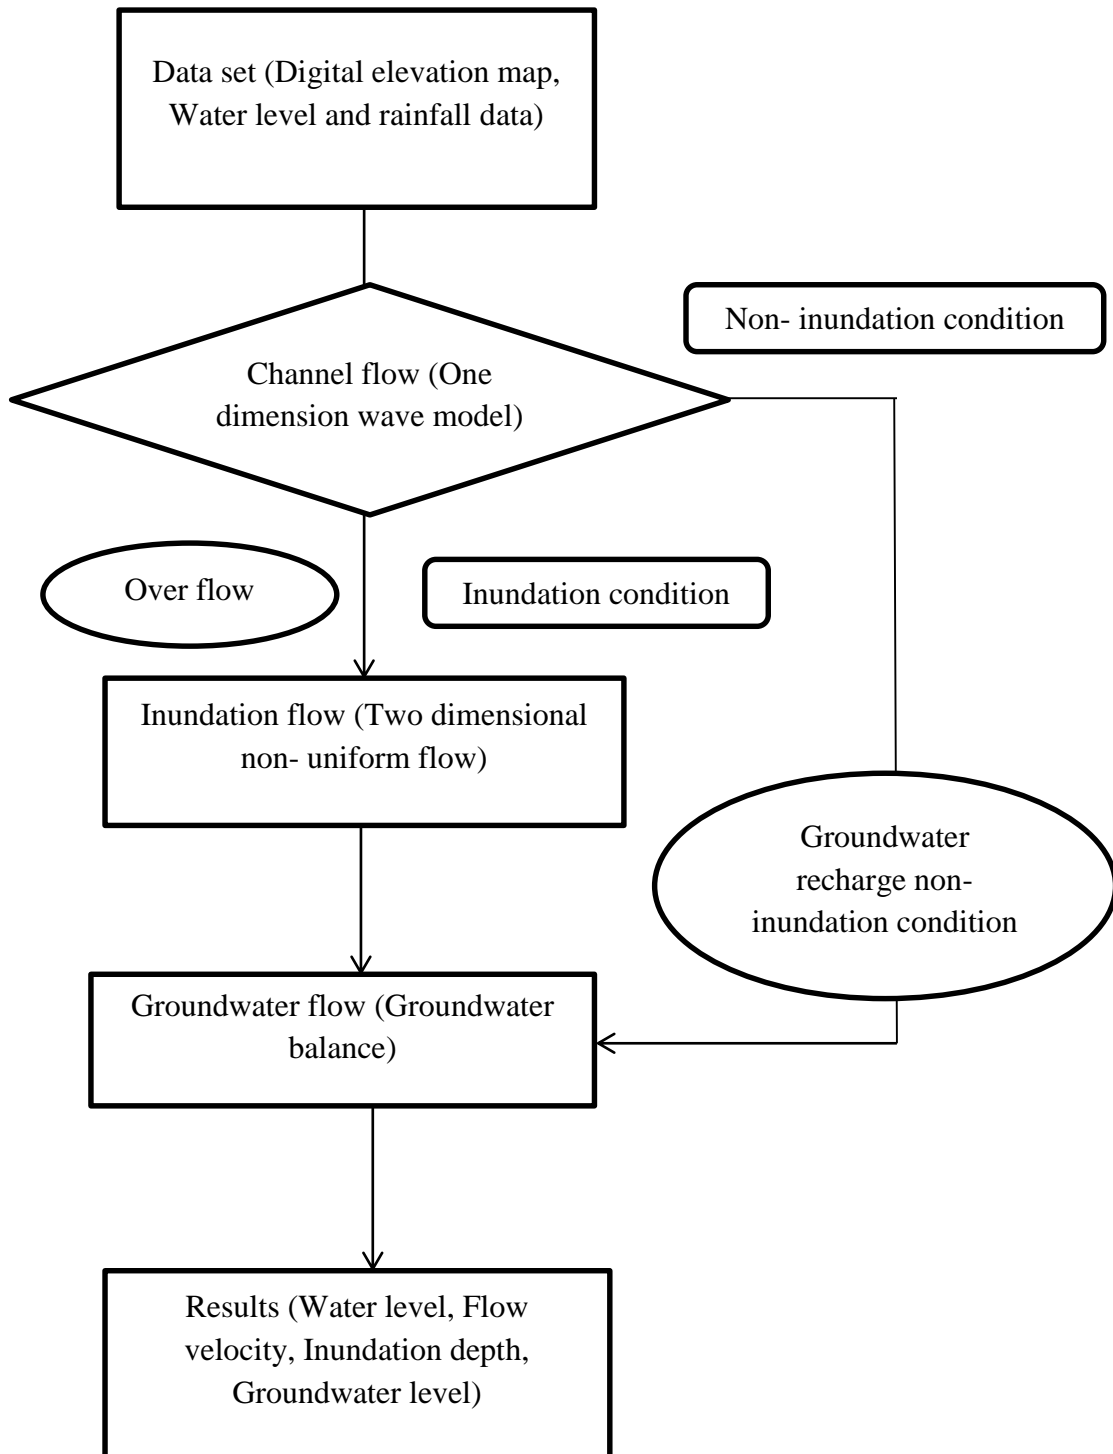 Data set (Digital elevation map,
Water level and rainfall data)
Non- inundation condition
Channel flow (One
dimension wave model)
Over flow
Inundation condition
Inundation flow (Two dimensional
non- uniform flow)
Groundwater
recharge non-
inundation condition
Groundwater flow (Groundwater
balance)
Results (Water level, Flow
velocity, Inundation depth,
Groundwater level)